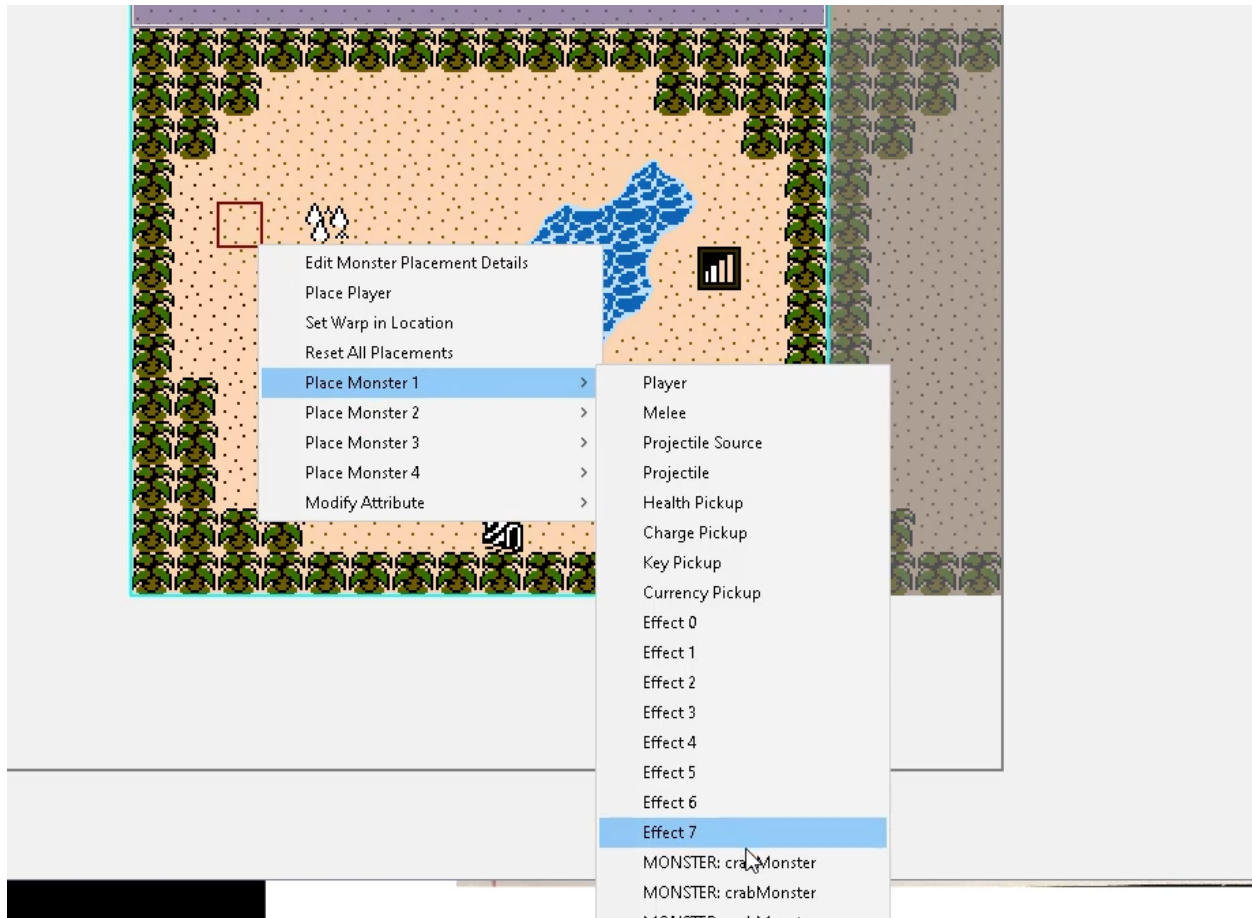 Edit Monster Placement Details
Place Player
Set Warp in Location
Reset All Placements
Place Monster 1
Place Monster 2
Place Monster 3
Place Monster 4
Modify Attribute
Player
Melee
Projectile Source
Projectile
Health Pickup
Charge Pickup
Key Pickup
Currency Pickup
Effect 0
Effect 1
Effect 2
Effect 3
Effect 4
Effect 5
Effect 6
Effect 7
MONSTER: crabMonster
MONSTER: crabMonster